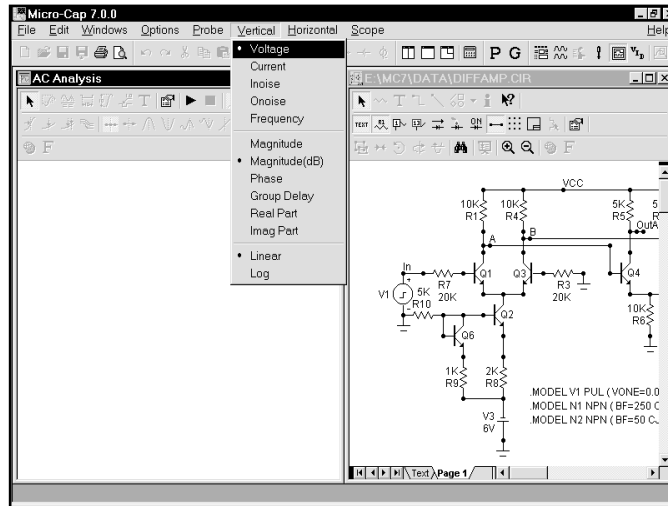 Micro-Cap 7.0.0
File Edit Windows Options Probe Vertical Horizontal Scope Help
P G
• Voltage
Current
Inoise
Onoise
Frequency
Magnitude
• Magnitude(dB)
Phase
Group Delay
Real Part
Imag Part
• Linear
Log
AC Analysis
T
F
E:\MC7\DATA\DIFFAMP.CIR
T
TEXT
F
VCC
10K
R1
10K
R4
5K
R5
A
B
OutA
In
Q1
Q3
Q4
R7
20K
R3
20K
V1
5K
R10
Q2
Q6
10K
R6
1K
R9
2K
R8
V3
6V
.MODEL V1 PUL (VONE=0.0
.MODEL N1 NPN (BF=250 C
.MODEL N2 NPN (BF=50 C
Text Page 1